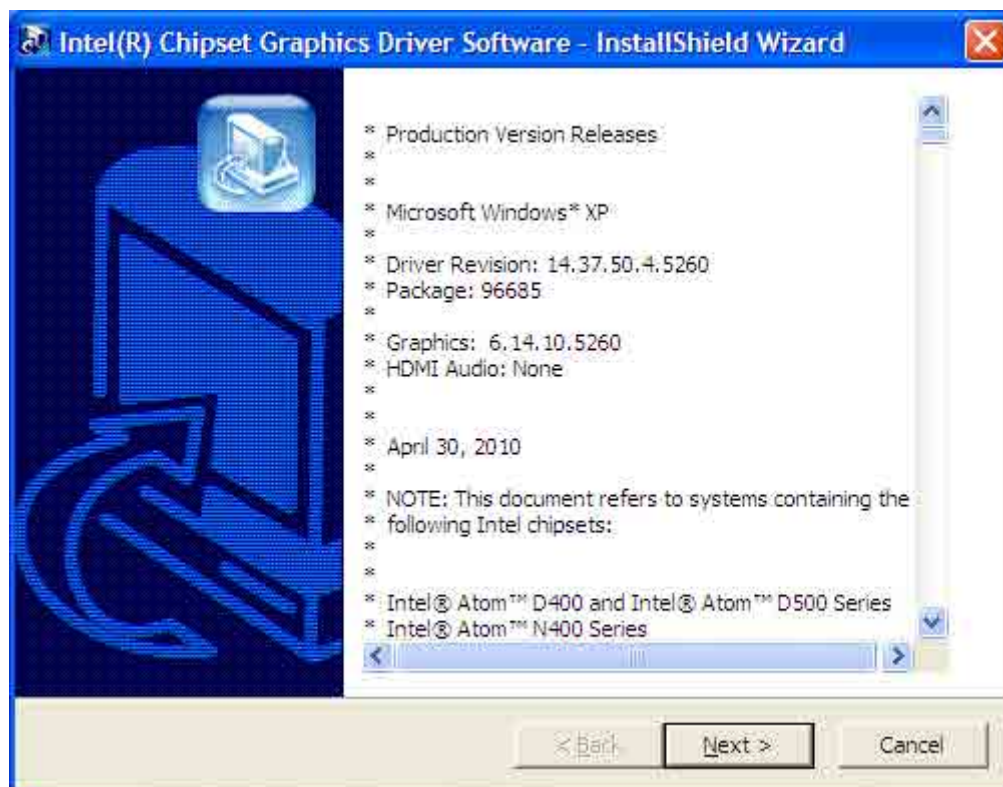 Intel(R) Chipset Graphics Driver Software - InstallShield Wizard
* Production Version Releases
*
*
* Microsoft Windows* XP
*
* Driver Revision: 14.37.50.4.5260
* Package: 96685
*
* Graphics: 6.14.10.5260
* HDMI Audio: None
*
*
* April 30, 2010
*
* NOTE: This document refers to systems containing the
* following Intel chipsets:
*
*
* Intel® Atom™ D400 and Intel® Atom™ D500 Series
* Intel® Atom™ N400 Series
< Back
Next >
Cancel